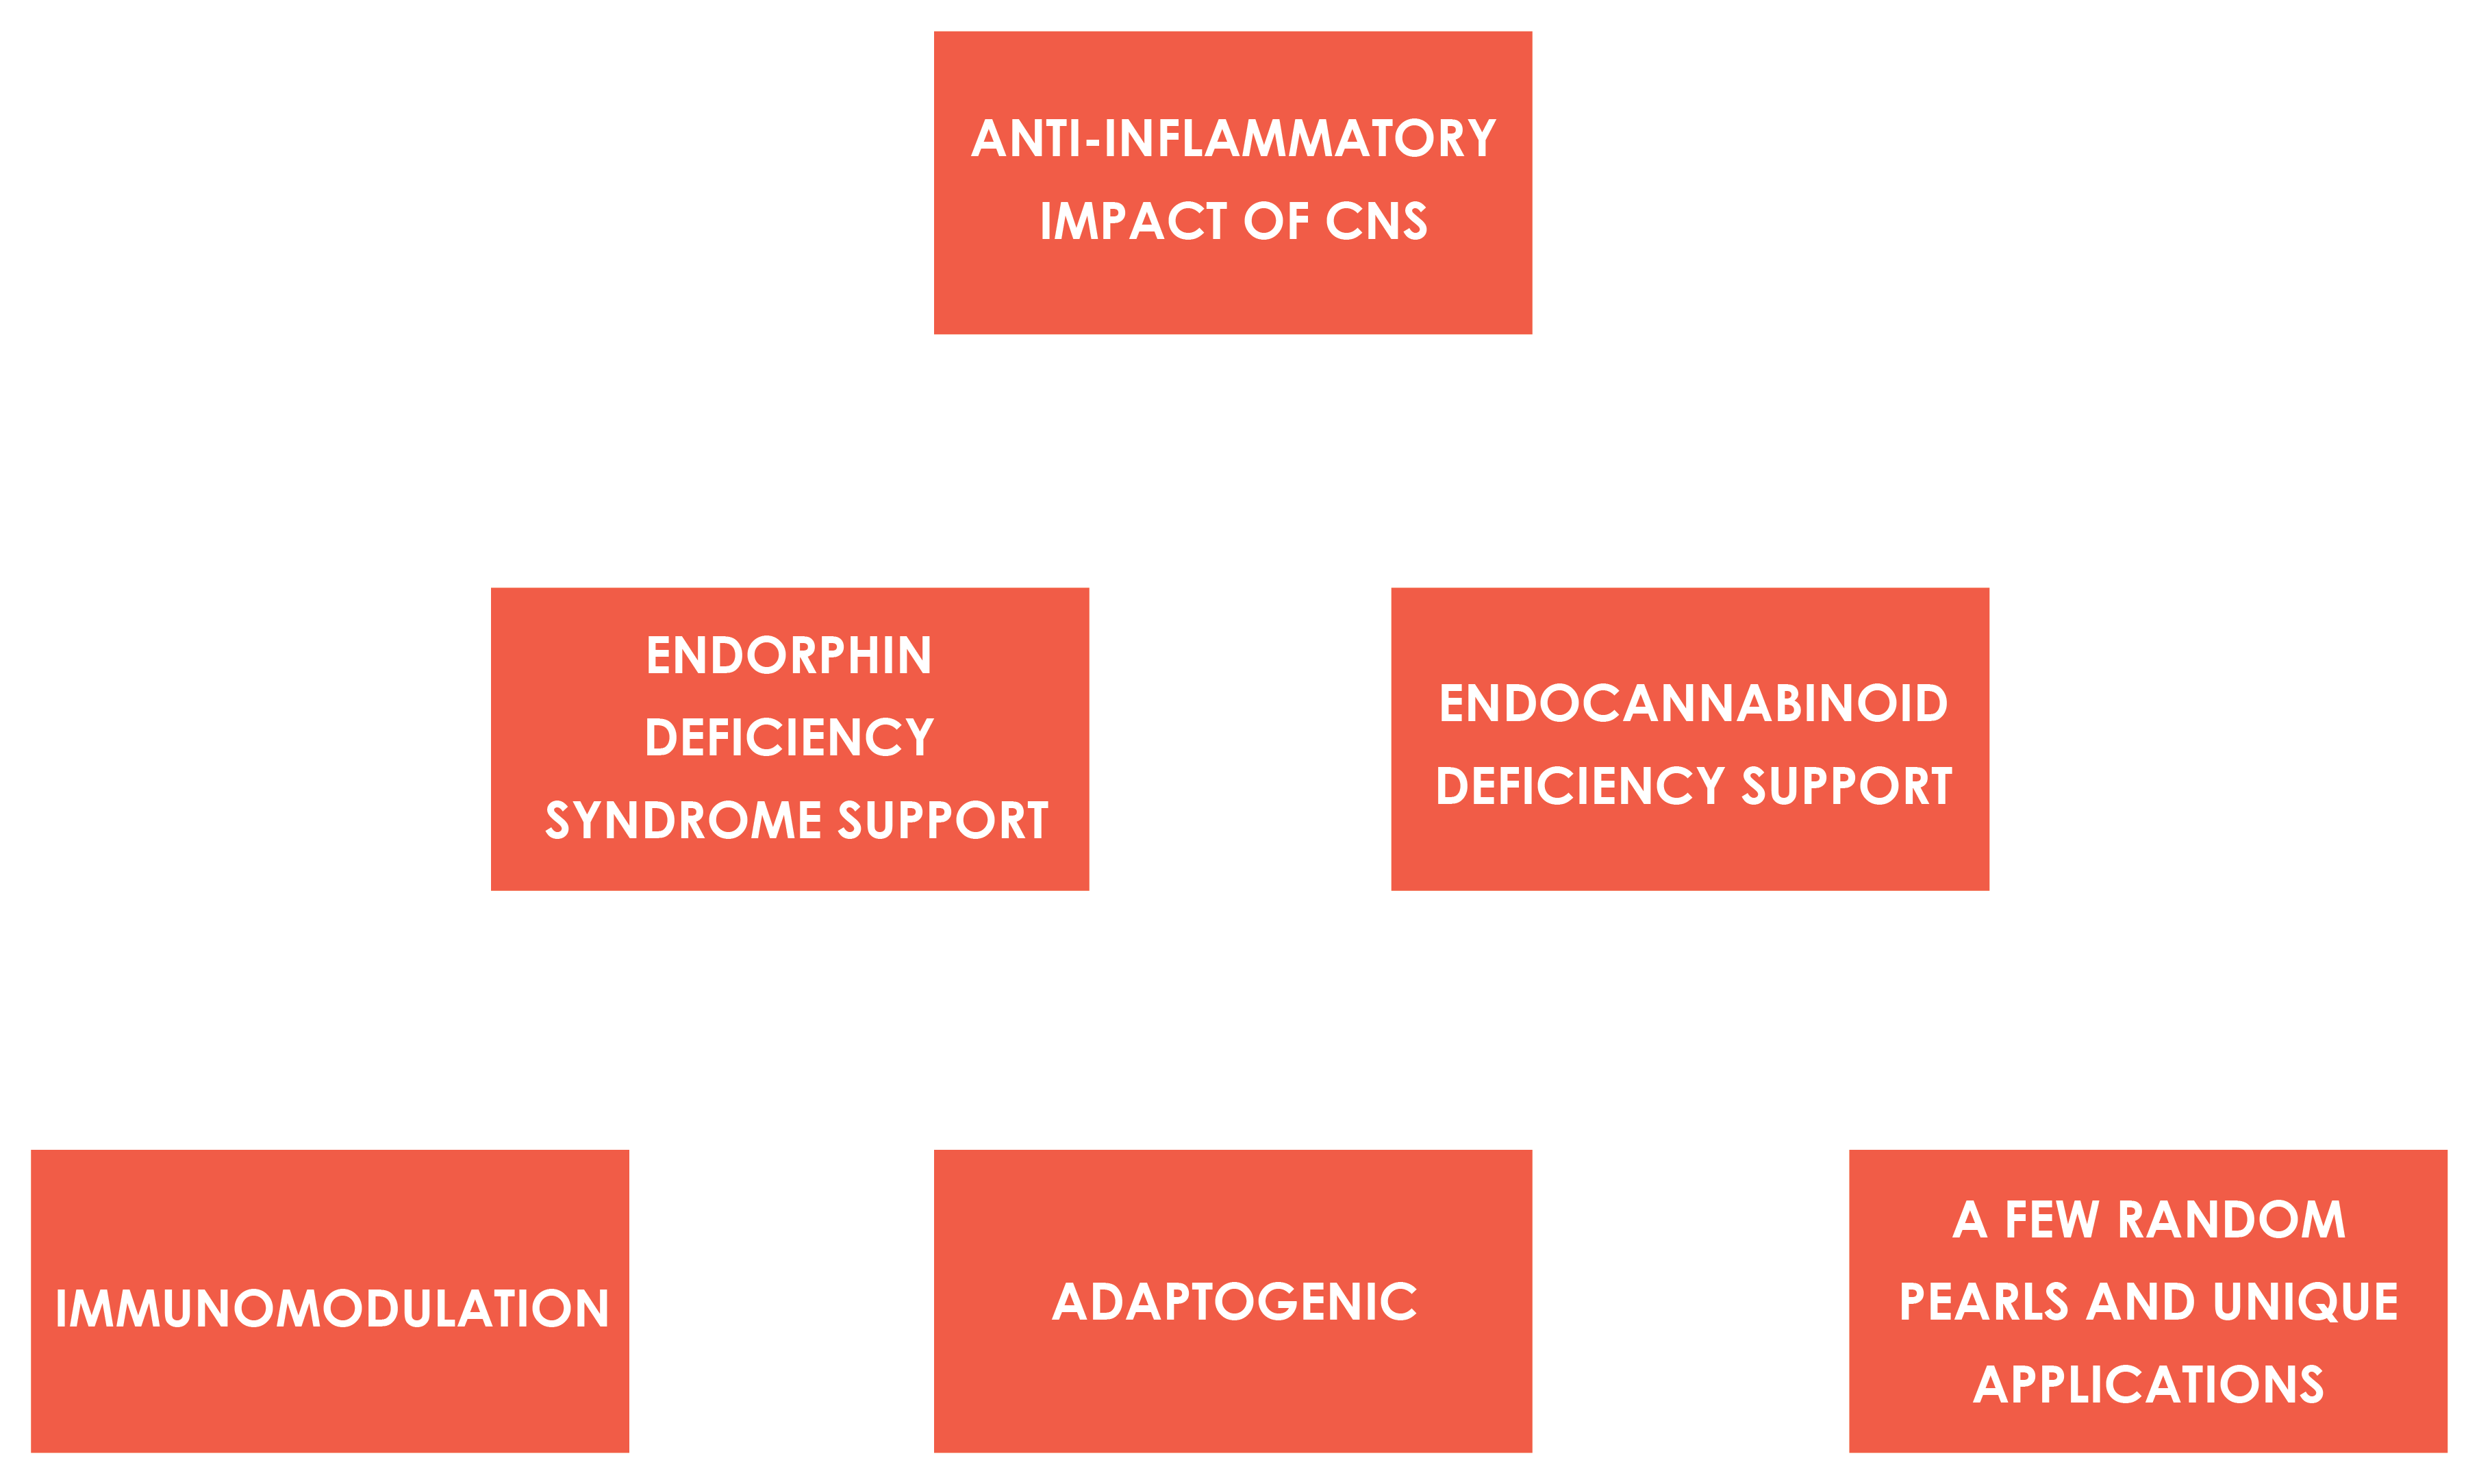 ANTI-INFLAMMATORY
IMPACT OF CNS
ENDORPHIN
DEFICIENCY
SYNDROME SUPPORT
ENDOCANNABINOID
DEFICIENCY SUPPORT
IMMUNOMODULATION
ADAPTOGENIC
A FEW RANDOM
PEARLS AND UNIQUE
APPLICATIONS